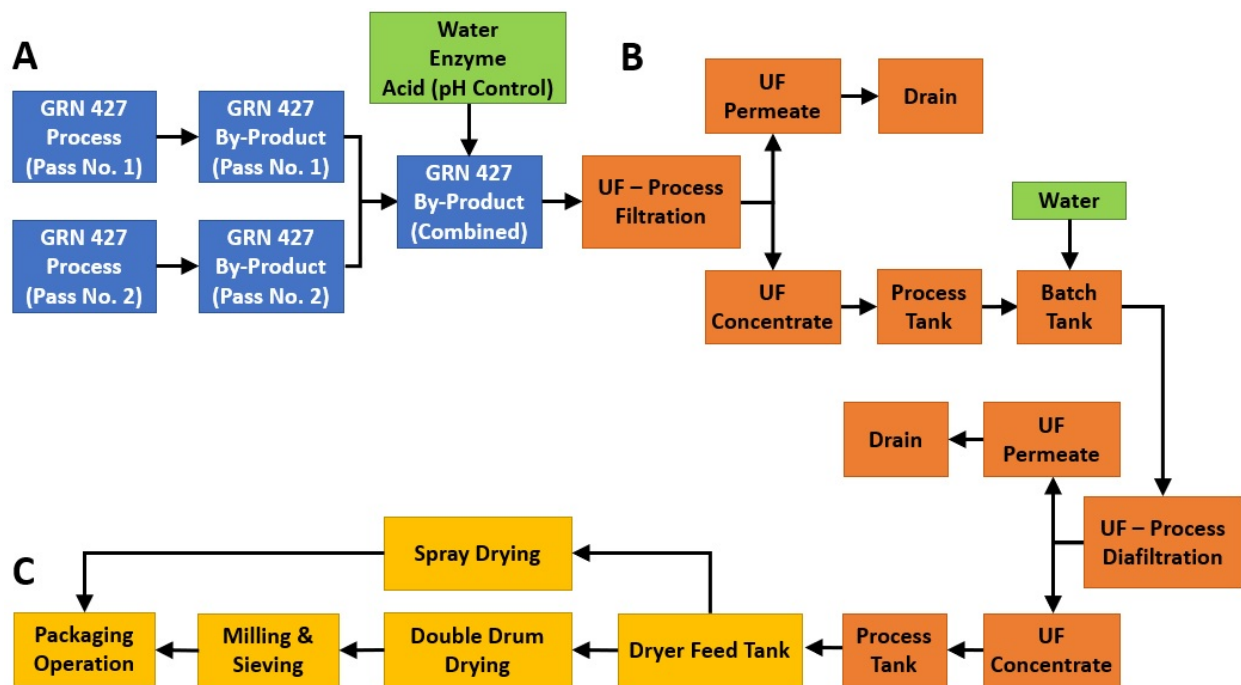 A
GRN 427
Process
(Pass No. 1)
GRN 427
By-Product
(Pass No. 1)
GRN 427
Process
(Pass No. 2)
GRN 427
By-Product
(Pass No. 2)
Water
Enzyme
Acid (pH Control)
GRN 427
By-Product
(Combined)
B
UF – Process
Filtration
UF
Permeate
Drain
UF
Concentrate
Process
Tank
Water
Batch
Tank
UF – Process
Diafiltration
UF
Permeate
Drain
UF
Concentrate
Process
Tank
C
Dryer Feed Tank
Spray Drying
Double Drum
Drying
Milling &
Sieving
Packaging
Operation